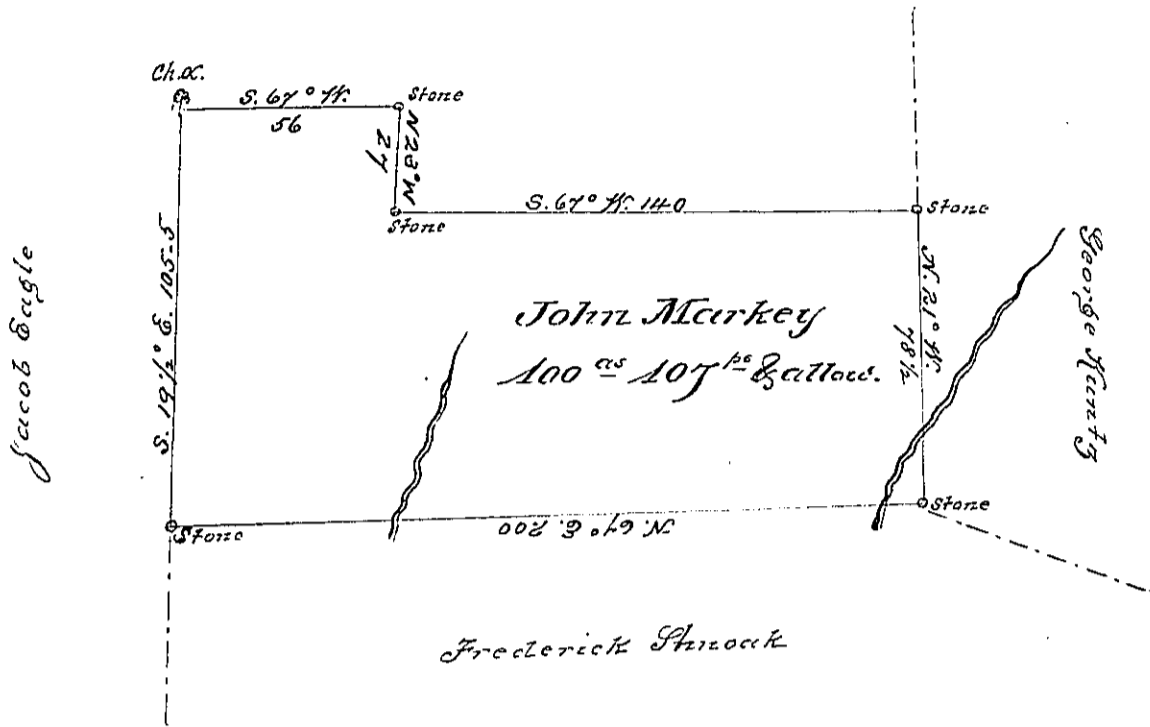 Ch.o.
S. 67° W.
56
Stone
N 23° W
27
Stone
S. 67° W. 140
Stone
Jacob Eagle
S. 19½° E. 105.5
John Markey
100 as 107 ps & allow.
N. 21° W.
78½
George Kuntz
Stone
N. 67° E. 200
Stone
Frederick